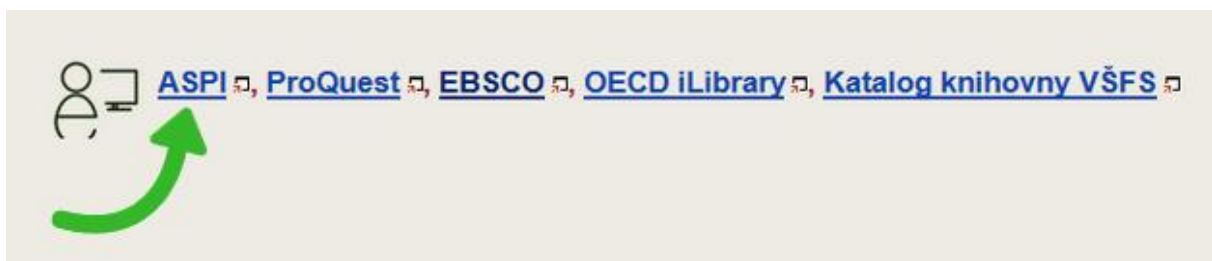 ASPI, ProQuest, EBSCO, OECD iLibrary, Katalog knihovny VŠFS